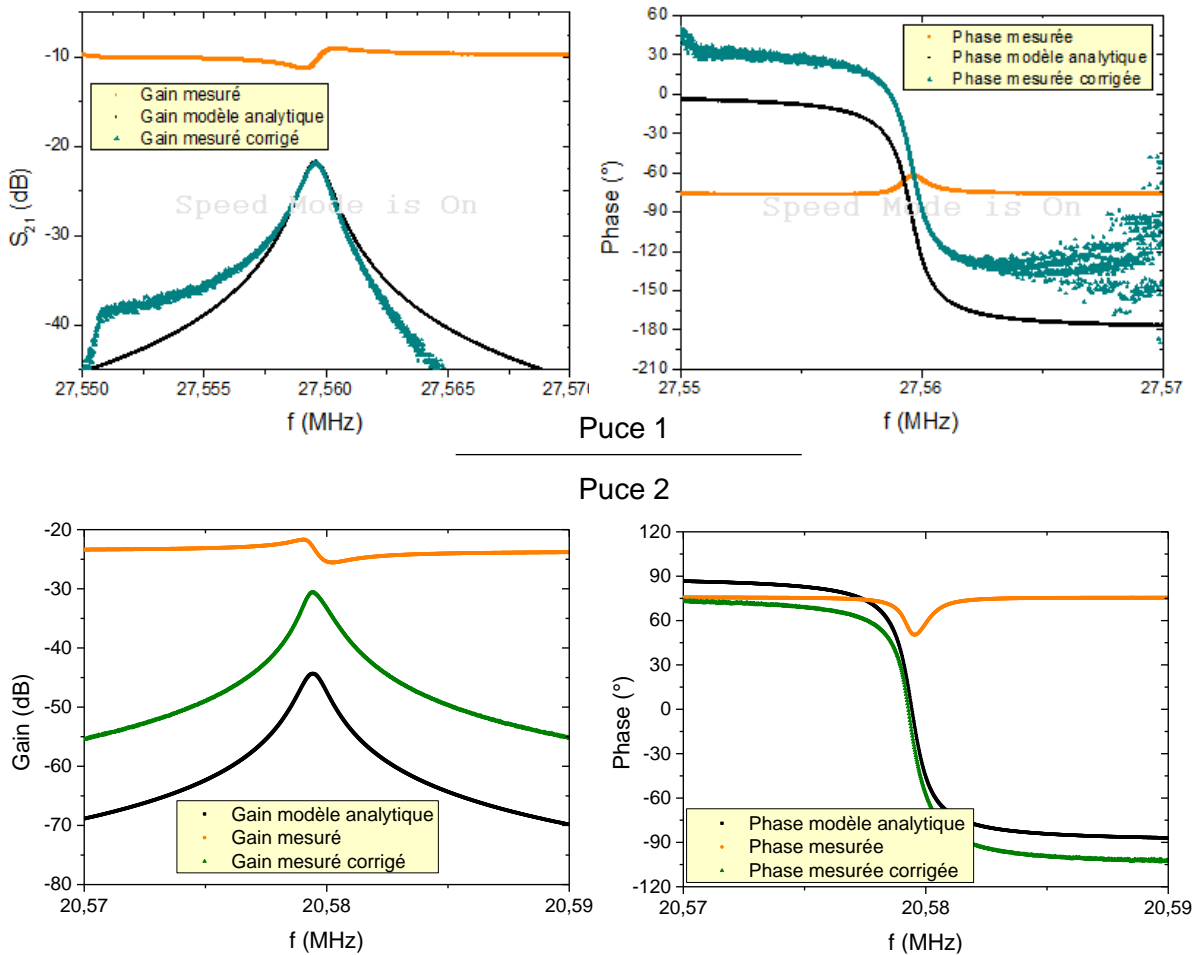 60
Phase mesurée
Phase modèle analytique
Phase mesurée corrigée
-10
30
0
Gain mesuré
Gain modèle analytique
Gain mesuré corrigé
-20
-30
-60
S21 (dB)
Speed Mode is On
Phase (°)
Speed Mode is On
-90
-30
-120
-150
-40
-180
-210
27,550 27,555 27,560 27,565 27,570
27,55 27,56 27,57
f (MHz)
f (MHz)
Puce 1
Puce 2
-20
120
-30
90
60
-40
30
Gain (dB)
-50
Phase (°)
0
-60
-30
-60
-70
-90
-80
-120
Gain modèle analytique
Gain mesuré
Gain mesuré corrigé
Phase modèle analytique
Phase mesurée
Phase mesurée corrigée
20,57 20,58 20,59
20,57 20,58 20,59
f (MHz)
f (MHz)